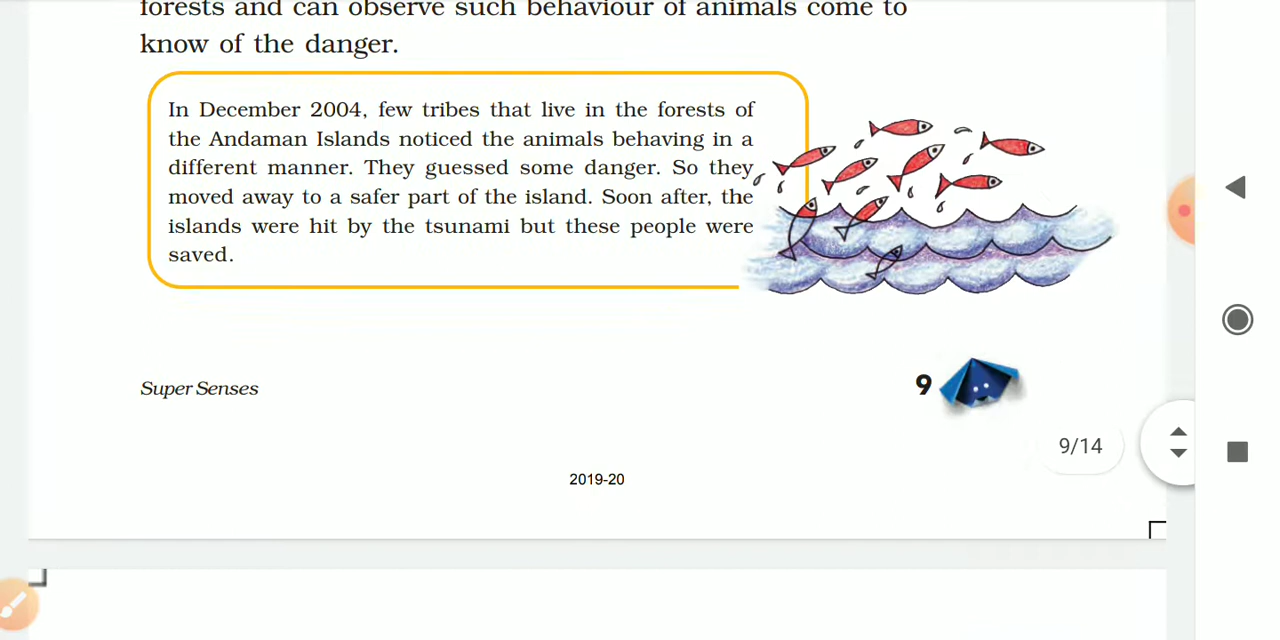 forests and can observe such behaviour of animals come to
know of the danger.
In December 2004, few tribes that live in the forests of
the Andaman Islands noticed the animals behaving in a
different manner. They guessed some danger. So they
moved away to a safer part of the island. Soon after, the
islands were hit by the tsunami but these people were
saved.
Super Senses
9
9/14
2019-20